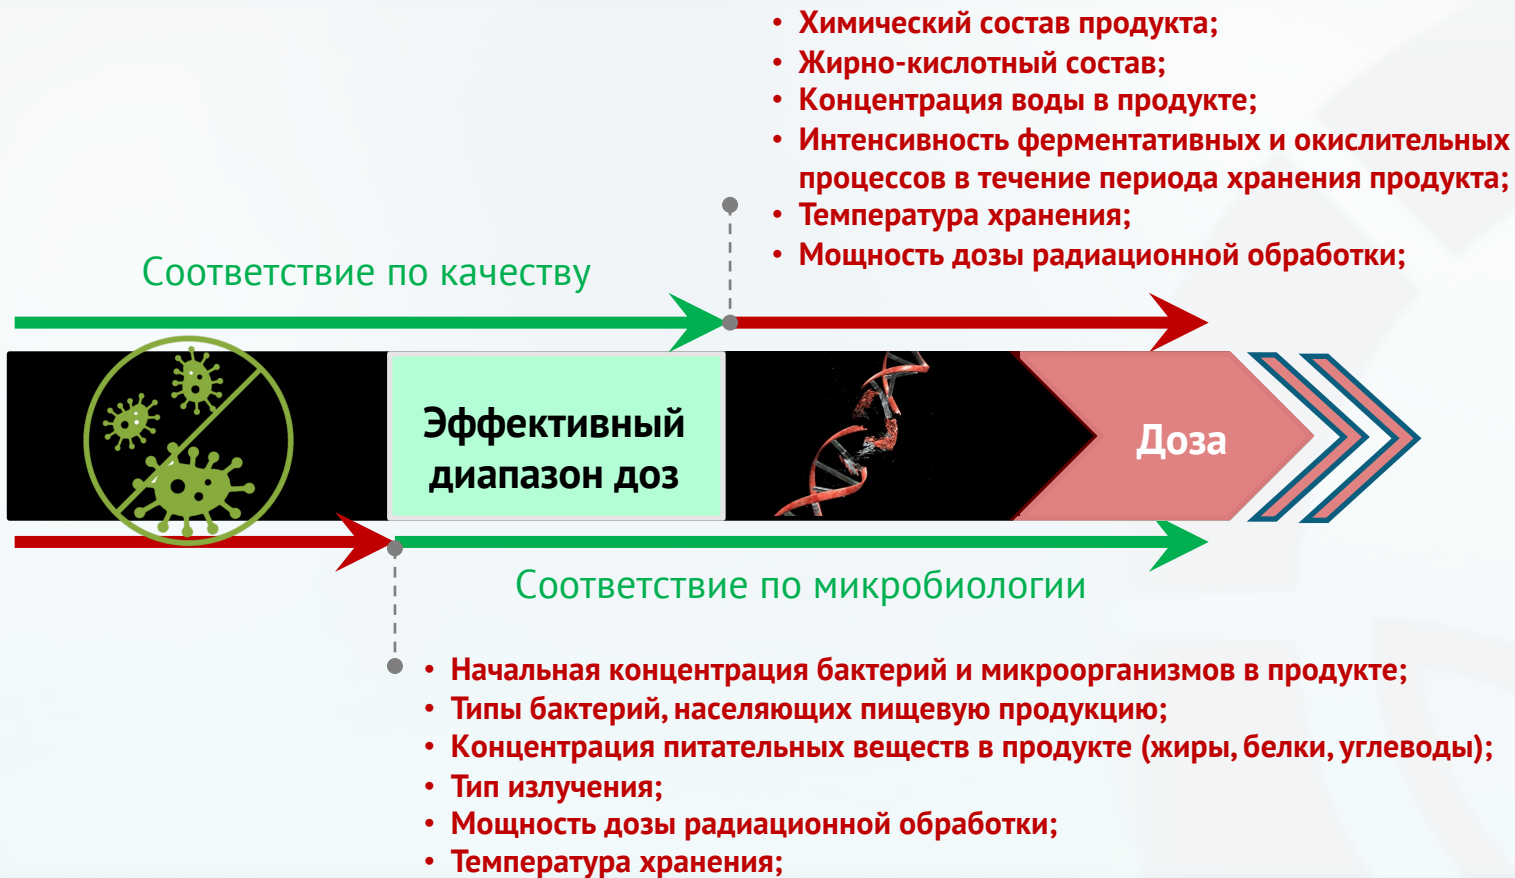 • Химический состав продукта;
• Жирно-кислотный состав;
• Концентрация воды в продукте;
• Интенсивность ферментативных и окислительных
процессов в течение периода хранения продукта;
• Температура хранения;
• Мощность дозы радиационной обработки;
Соответствие по качеству
Эффективный
диапазон доз
Доза
Соответствие по микробиологии
• Начальная концентрация бактерий и микроорганизмов в продукте;
• Типы бактерий, населяющих пищевую продукцию;
• Концентрация питательных веществ в продукте (жиры, белки, углеводы);
• Тип излучения;
• Мощность дозы радиационной обработки;
• Температура хранения;